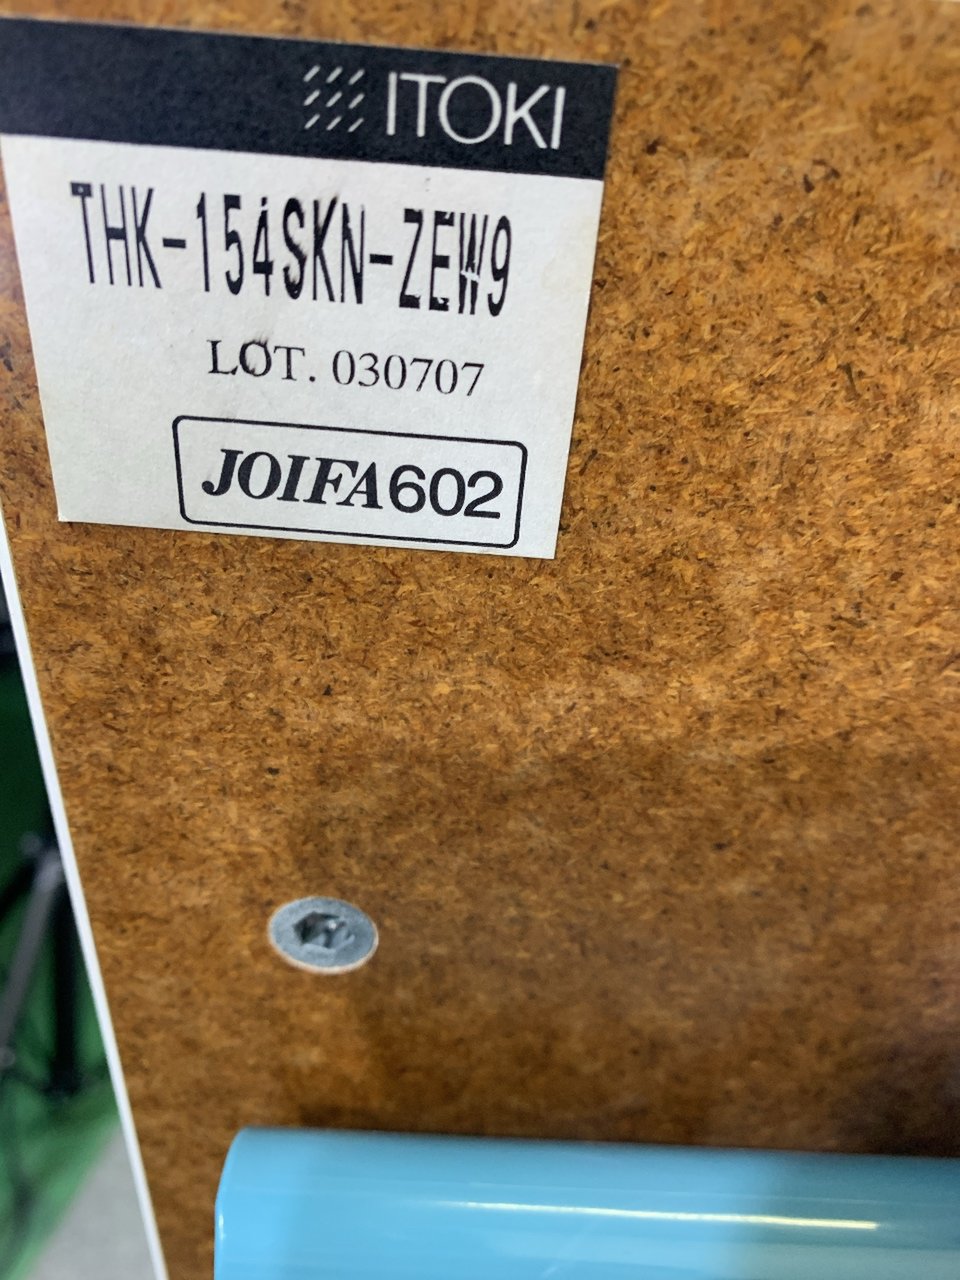 ITOKI
THK-154SKN-ZEW9
LOT. 030707
JOIFA602